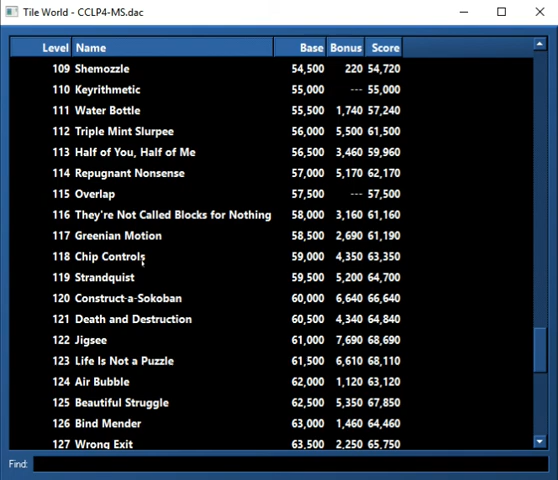 Tile World - CCLP4-MS.dac
Level Name Base Bonus Score
109 Shemozzle 54,500 220 54,720
110 Keyrithmetic 55,000 --- 55,000
111 Water Bottle 55,500 1,740 57,240
112 Triple Mint Slurpee 56,000 5,500 61,500
113 Half of You, Half of Me 56,500 3,460 59,960
114 Repugnant Nonsense 57,000 5,170 62,170
115 Overlap 57,500 --- 57,500
116 They're Not Called Blocks for Nothing 58,000 3,160 61,160
117 Greenian Motion 58,500 2,690 61,190
118 Chip Controls 59,000 4,350 63,350
119 Strandquist 59,500 5,200 64,700
120 Construct-a-Sokoban 60,000 6,640 66,640
121 Death and Destruction 60,500 4,340 64,840
122 Jigsee 61,000 7,690 68,690
123 Life Is Not a Puzzle 61,500 6,610 68,110
124 Air Bubble 62,000 1,120 63,120
125 Beautiful Struggle 62,500 5,350 67,850
126 Bind Mender 63,000 1,460 64,460
127 Wrong Exit 63,500 2,250 65,750
Find: